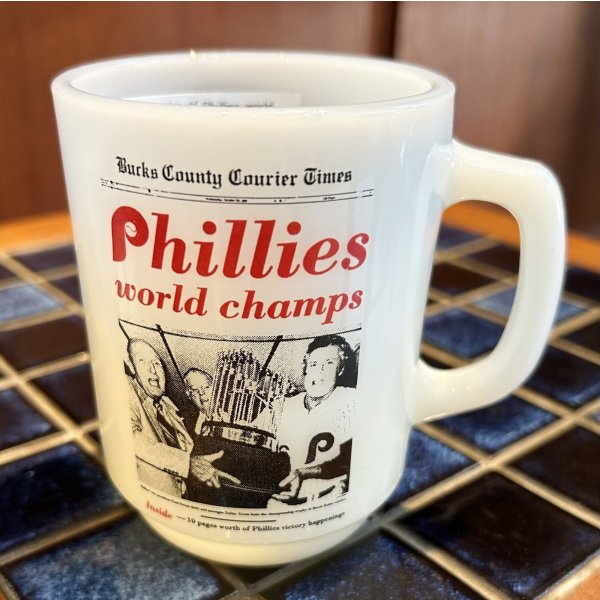 Bucks County Courier Times
Phillies
world champs
P
Inside — 10 pages worth of Phillies victory happenings